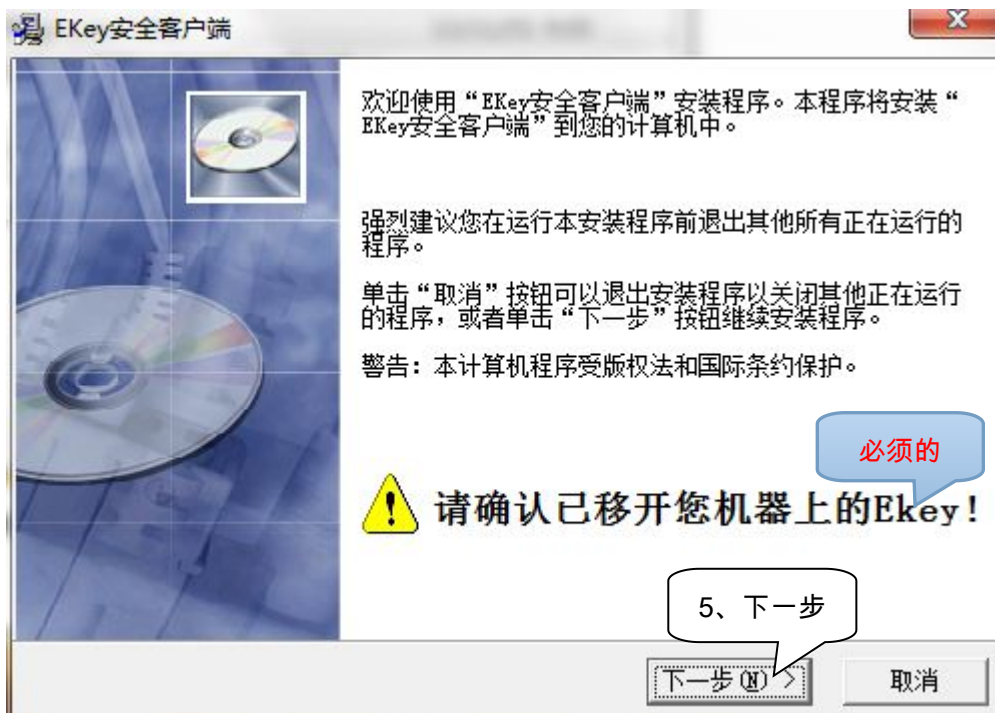 EKey安全客户端
欢迎使用“EKey安全客户端”安装程序。本程序将安装“
EKey安全客户端”到您的计算机中。
强烈建议您在运行本安装程序前退出其他所有正在运行的
程序。
单击“取消”按钮可以退出安装程序以关闭其他正在运行
的程序，或者单击“下一步”按钮继续安装程序。
警告：本计算机程序受版权法和国际条约保护。
必须的
请确认已移开您机器上的Ekey!
5、下一步
下一步(N) >
取消